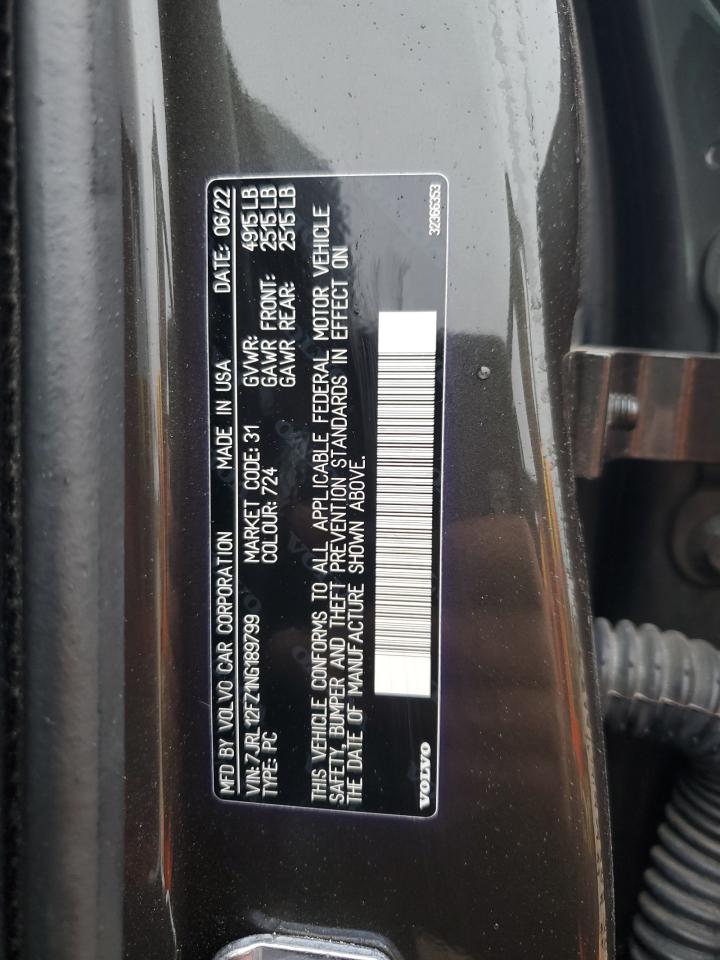 MFD BY VOLVO CAR CORPORATION MADE IN USA DATE: 06/22
VIN: 7JRL12FZ1NG189799 MARKET CODE: 31 GVWR: 4915 LB
TYPE: PC COLOUR: 724 GAWR FRONT: 2515 LB
GAWR REAR: 2515 LB
THIS VEHICLE CONFORMS TO ALL APPLICABLE FEDERAL MOTOR VEHICLE
SAFETY, BUMPER AND THEFT PREVENTION STANDARDS IN EFFECT ON
THE DATE OF MANUFACTURE SHOWN ABOVE.
VOLVO 32366353